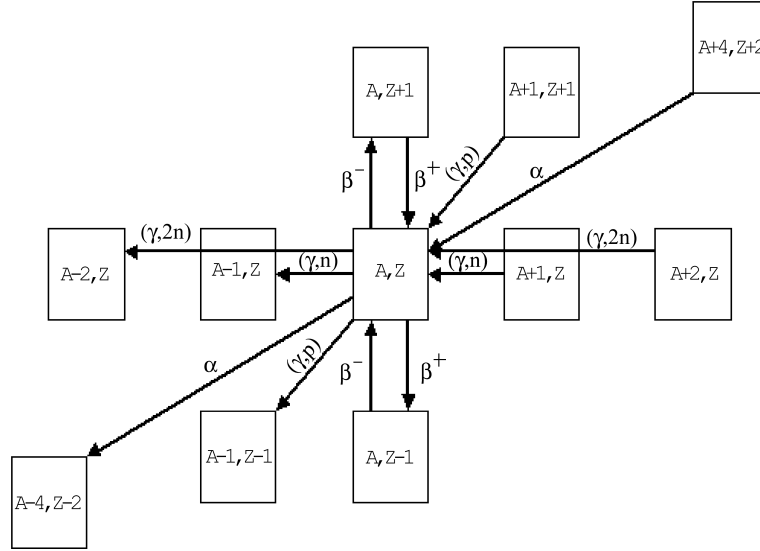 A+4,Z+2
A,Z+1
A+1,Z+1
β⁻
β⁺
(γ,p)
α
(γ,2n)
(γ,2n)
A−2,Z
A−1,Z
(γ,n)
A,Z
(γ,n)
A+1,Z
A+2,Z
α
(γ,p)
β⁻
β⁺
A−1,Z−1
A,Z−1
A−4,Z−2